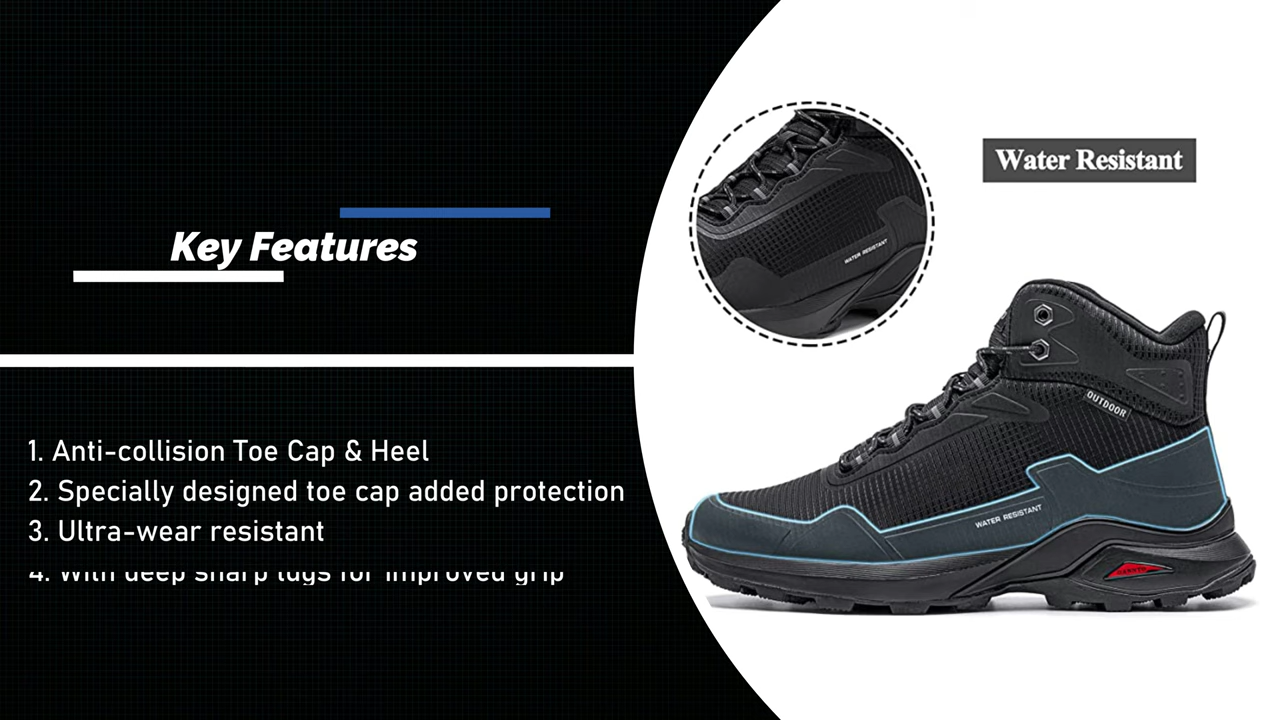 Key Features
1. Anti-collision Toe Cap & Heel
2. Specially designed toe cap added protection
3. Ultra-wear resistant
4. With deep sharp lugs for improved grip
Water Resistant
WATER RESISTANT
OUTDOOR
WATER RESISTANT